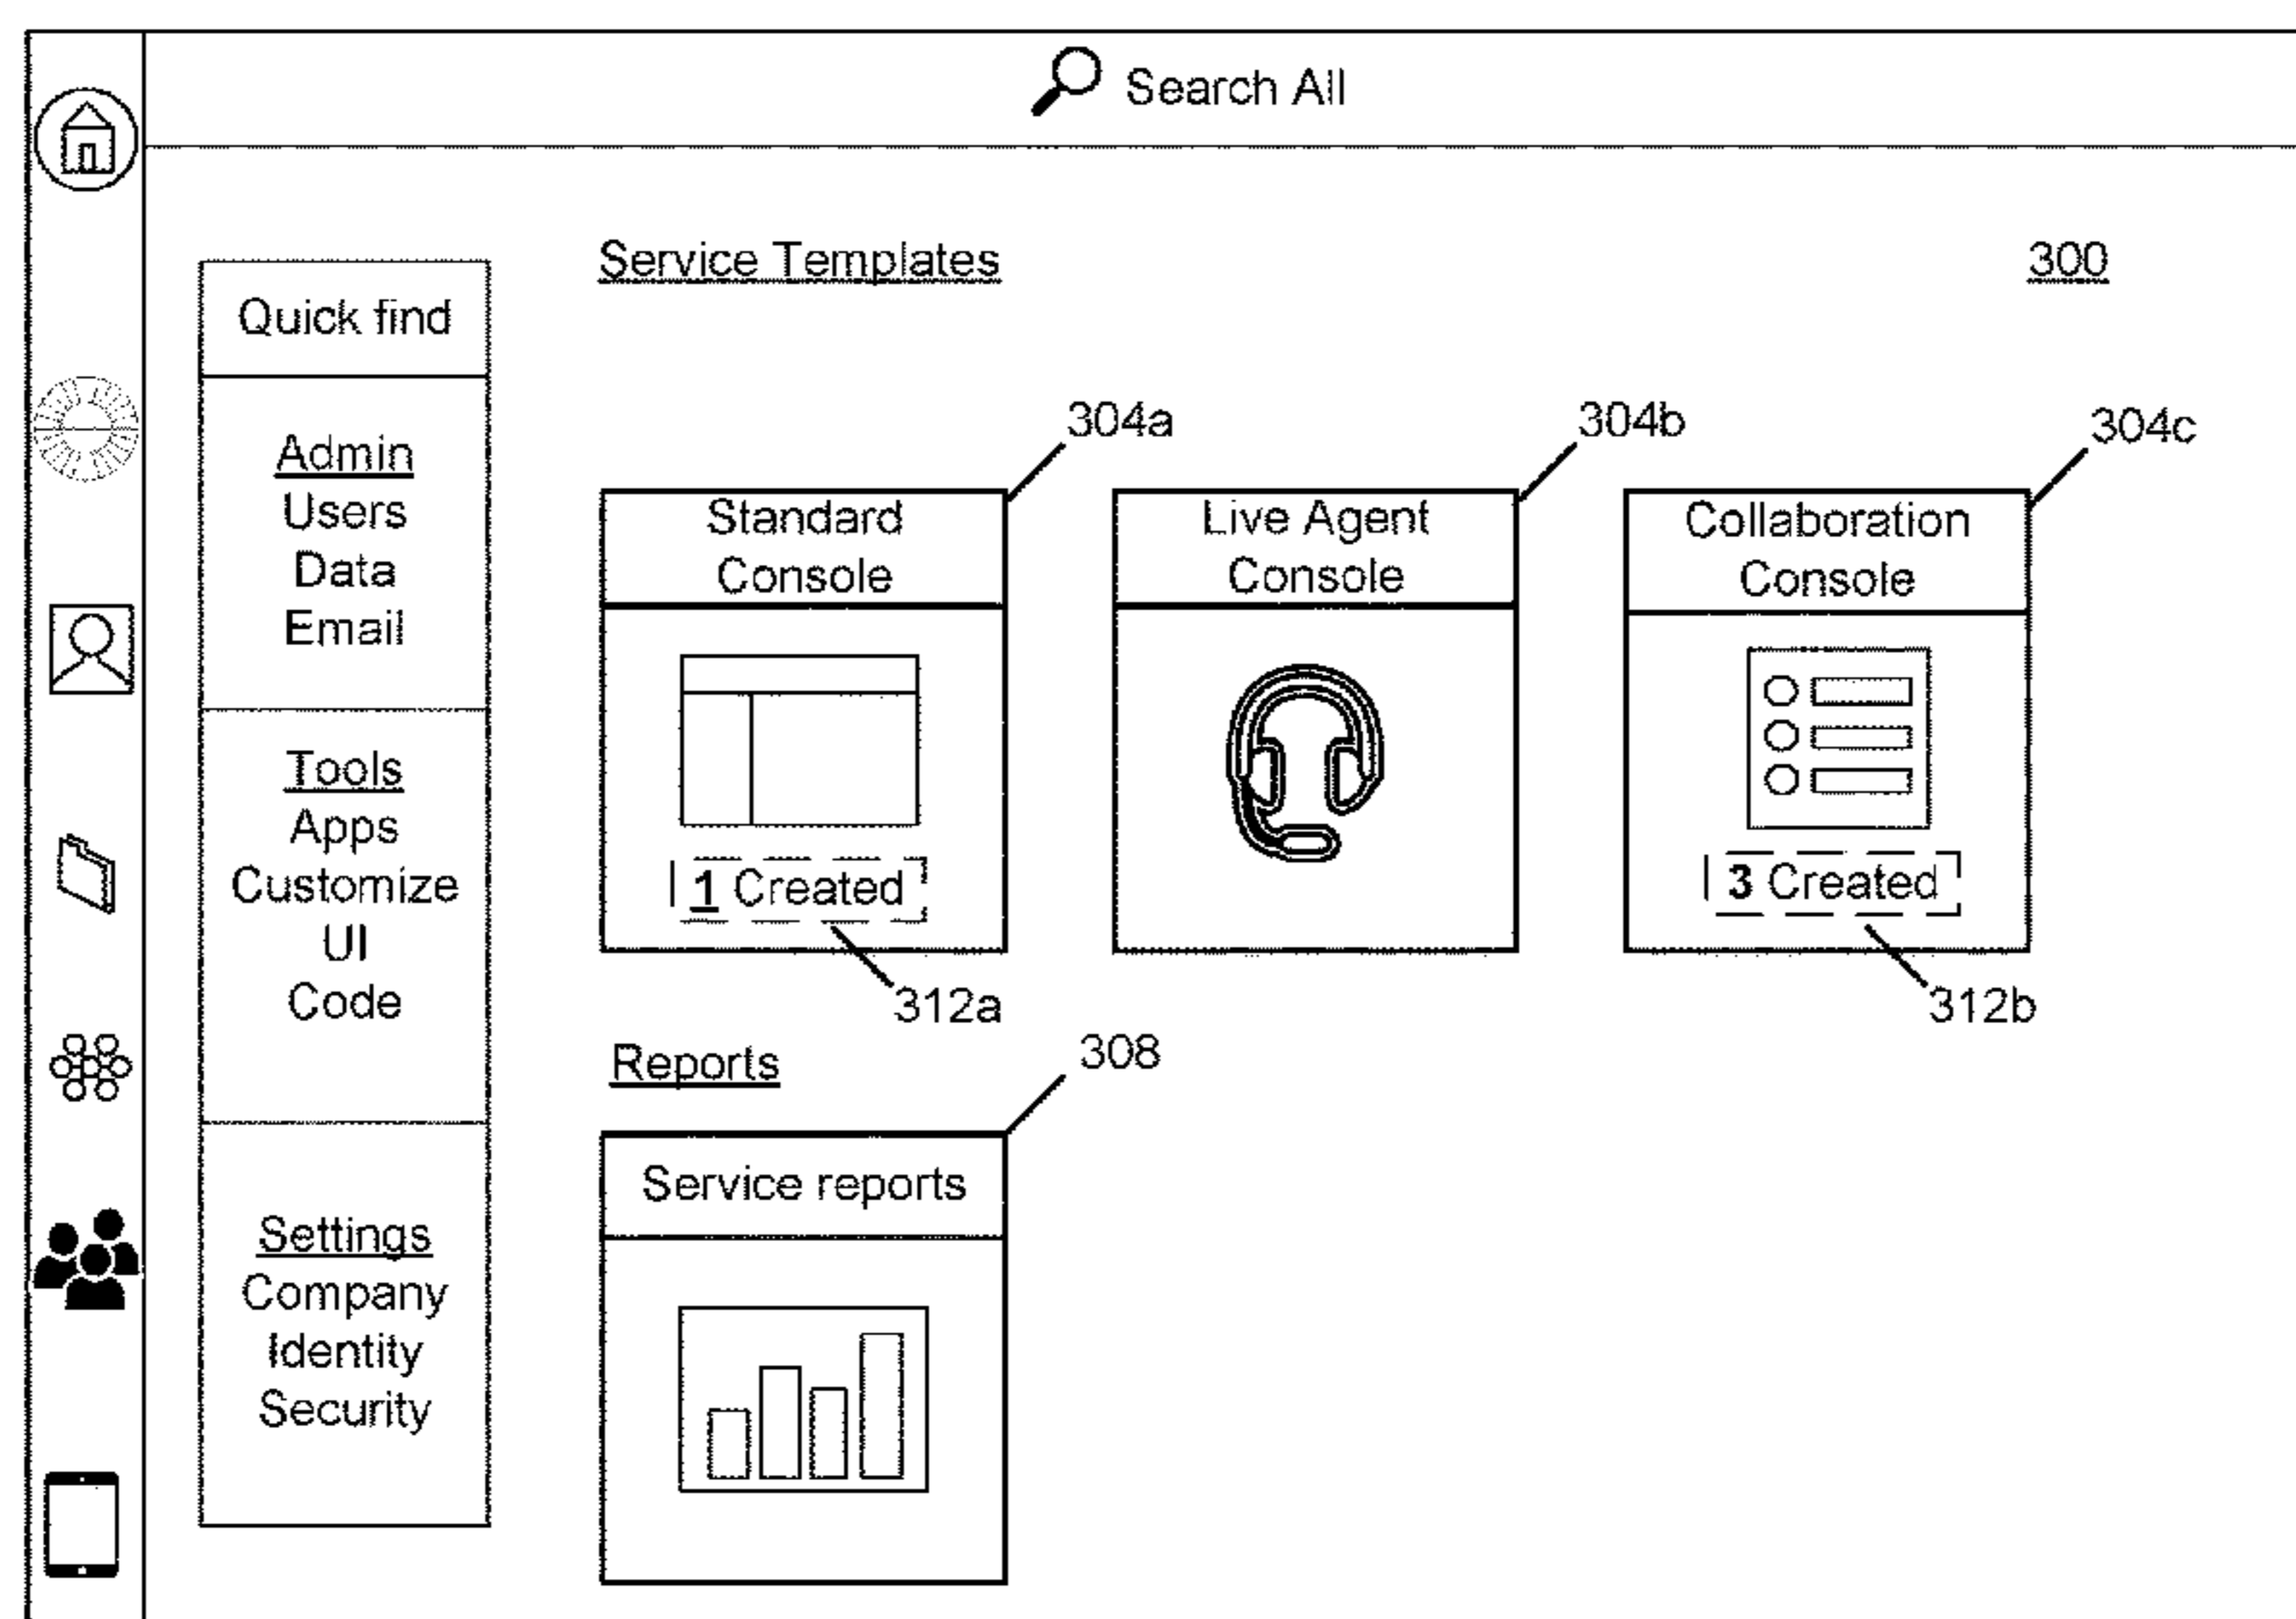 Search All
Service Templates
300
Quick find
Admin
Users
Data
Email
Tools
Apps
Customize
UI
Code
Settings
Company
Identity
Security
304a
Standard
Console
1 Created
312a
304b
Live Agent
Console
304c
Collaboration
Console
3 Created
312b
Reports
308
Service reports